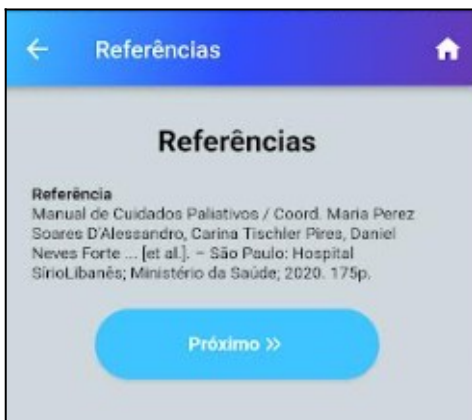 Referências
Referências
Referência
Manual de Cuidados Paliativos / Coord. Maria Perez
Soares D'Alessandro, Carina Tischler Pires, Daniel
Neves Forte ... [et al.]. – São Paulo: Hospital
SírioLibanês; Ministério da Saúde; 2020. 175p.
Próximo »